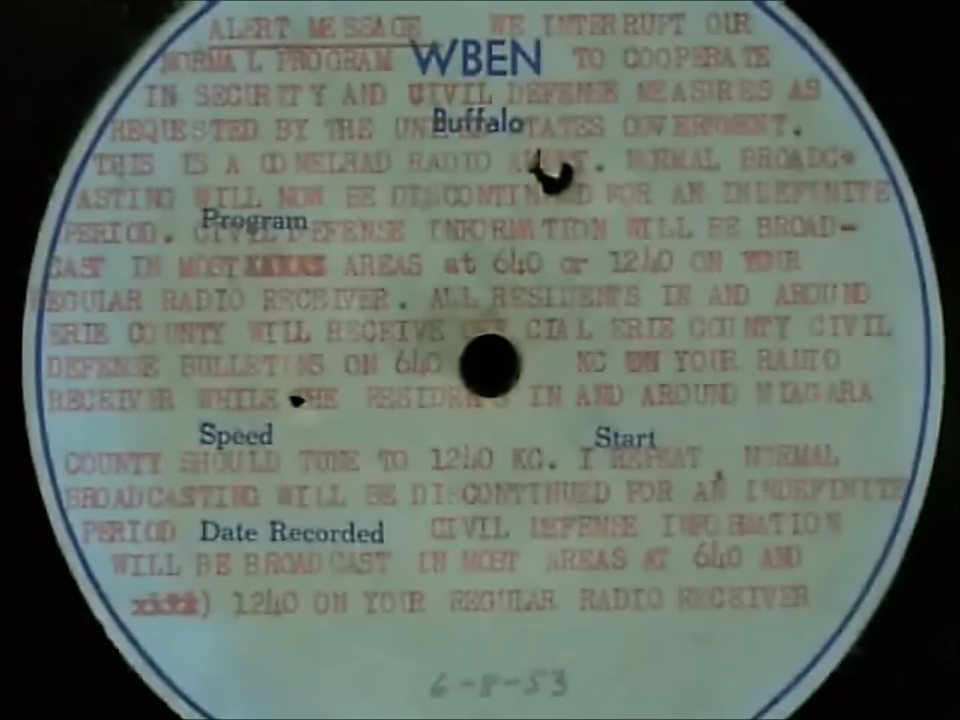 ALERT MESSAGE WE INTERRUPT OUR
NORMAL PROGRAM WBEN TO COOPERATE
IN SECURITY AND CIVIL DEFENSE MEASURES AS
Buffalo
REQUESTED BY THE STATES GOVERNMENT.
THIS IS A CONELRAD RADIO . NORMAL BROADC*
ASTING WILL NOW BE FOR AN INDEFINITE
Program
PERIOD. CIVIL DEFENSE INFORMATION WILL BE BROAD-
CAST IN MOST AREAS at 640 or 1240 ON YOUR
REGULAR RADIO RECEIVER. ALL RESIDENTS IN AND AROUND
ERIE COUNTY WILL RECEIVE CIAL ERIE COUNTY CIVIL
DEFENSE BULLETINS ON 640 KC ON YOUR RADIO
RECEIVER WHILE HE RESIDENTS IN AND AROUND NIAGARA
Speed Start
COUNTY SHOULD TUNE TO 1240 KC. I REPEAT, NORMAL
BROADCASTING WILL BE DISCONTINUED FOR AN INDEFINITE
PERIOD Date Recorded CIVIL DEFENSE INFORMATION
WILL BE BROADCAST IN MOST AREAS AT 640 AND
) 1240 ON YOUR REGULAR RADIO RECEIVER
6-8-53